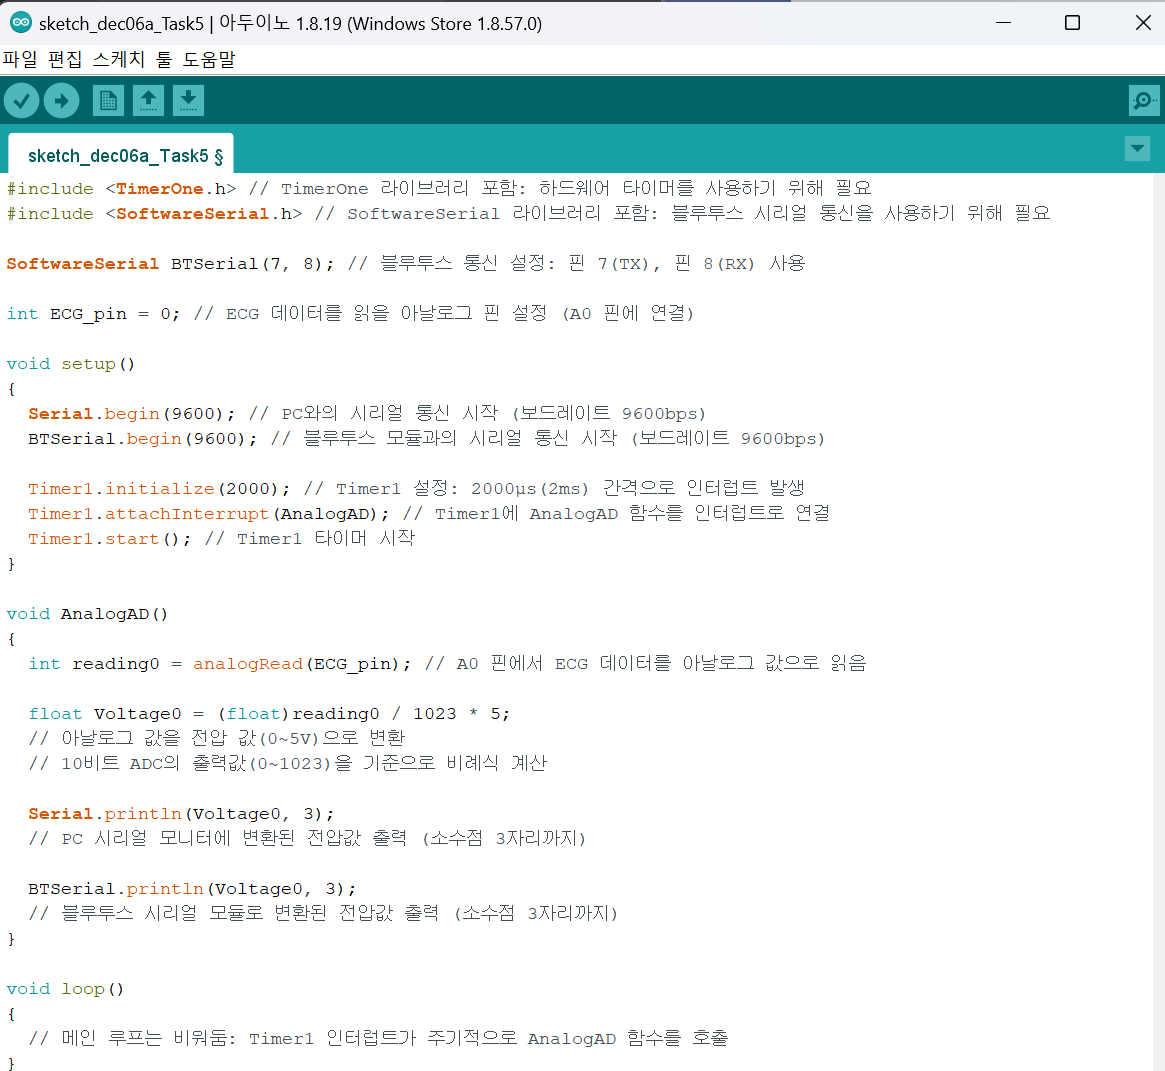 sketch_dec06a_Task5 | 아두이노 1.8.19 (Windows Store 1.8.57.0)
파일 편집 스케치 툴 도움말
sketch_dec06a_Task5 §
#include <TimerOne.h> // TimerOne 라이브러리 포함: 하드웨어 타이머를 사용하기 위해 필요
#include <SoftwareSerial.h> // SoftwareSerial 라이브러리 포함: 블루투스 시리얼 통신을 사용하기 위해 필요
SoftwareSerial BTSerial(7, 8); // 블루투스 통신 설정: 핀 7(TX), 핀 8(RX) 사용
int ECG_pin = 0; // ECG 데이터를 읽을 아날로그 핀 설정 (A0 핀에 연결)
void setup()
{
  Serial.begin(9600); // PC와의 시리얼 통신 시작 (보드레이트 9600bps)
  BTSerial.begin(9600); // 블루투스 모듈과의 시리얼 통신 시작 (보드레이트 9600bps)
  Timer1.initialize(2000); // Timer1 설정: 2000µs(2ms) 간격으로 인터럽트 발생
  Timer1.attachInterrupt(AnalogAD); // Timer1에 AnalogAD 함수를 인터럽트로 연결
  Timer1.start(); // Timer1 타이머 시작
}
void AnalogAD()
{
  int reading0 = analogRead(ECG_pin); // A0 핀에서 ECG 데이터를 아날로그 값으로 읽음
  float Voltage0 = (float)reading0 / 1023 * 5;
  // 아날로그 값을 전압 값(0~5V)으로 변환
  // 10비트 ADC의 출력값(0~1023)을 기준으로 비례식 계산
  Serial.println(Voltage0, 3);
  // PC 시리얼 모니터에 변환된 전압값 출력 (소수점 3자리까지)
  BTSerial.println(Voltage0, 3);
  // 블루투스 시리얼 모듈로 변환된 전압값 출력 (소수점 3자리까지)
}
void loop()
{
  // 메인 루프는 비워둠: Timer1 인터럽트가 주기적으로 AnalogAD 함수를 호출
}